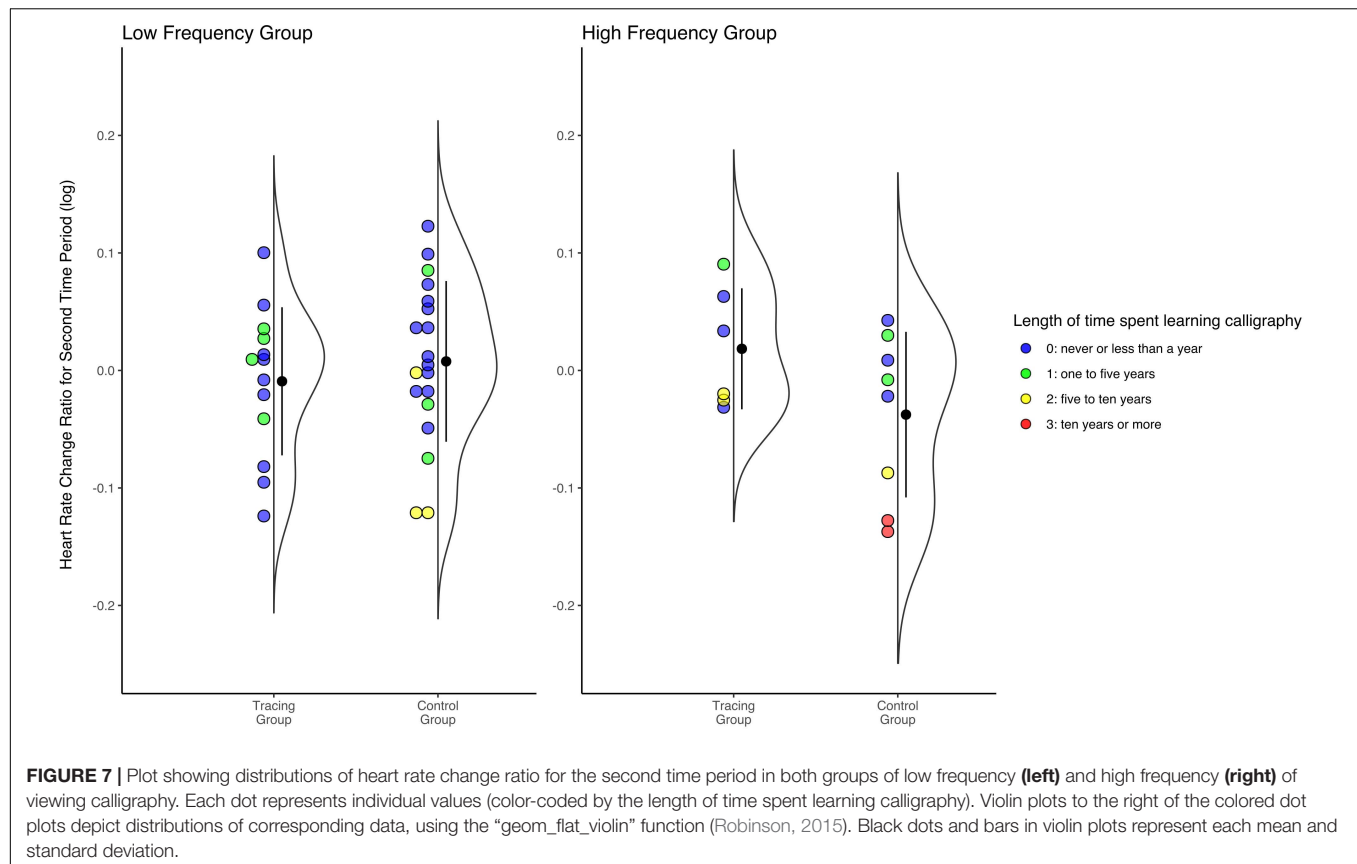 Low Frequency Group
High Frequency Group
Heart Rate Change Ratio for Second Time Period (log)
0.2
0.1
0.0
-0.1
-0.2
Tracing
Group
Control
Group
0.2
0.1
0.0
-0.1
-0.2
Tracing
Group
Control
Group
Length of time spent learning calligraphy
0: never or less than a year
1: one to five years
2: five to ten years
3: ten years or more
FIGURE 7 | Plot showing distributions of heart rate change ratio for the second time period in both groups of low frequency (left) and high frequency (right) of
viewing calligraphy. Each dot represents individual values (color-coded by the length of time spent learning calligraphy). Violin plots to the right of the colored dot
plots depict distributions of corresponding data, using the “geom_flat_violin” function (Robinson, 2015). Black dots and bars in violin plots represent each mean and
standard deviation.